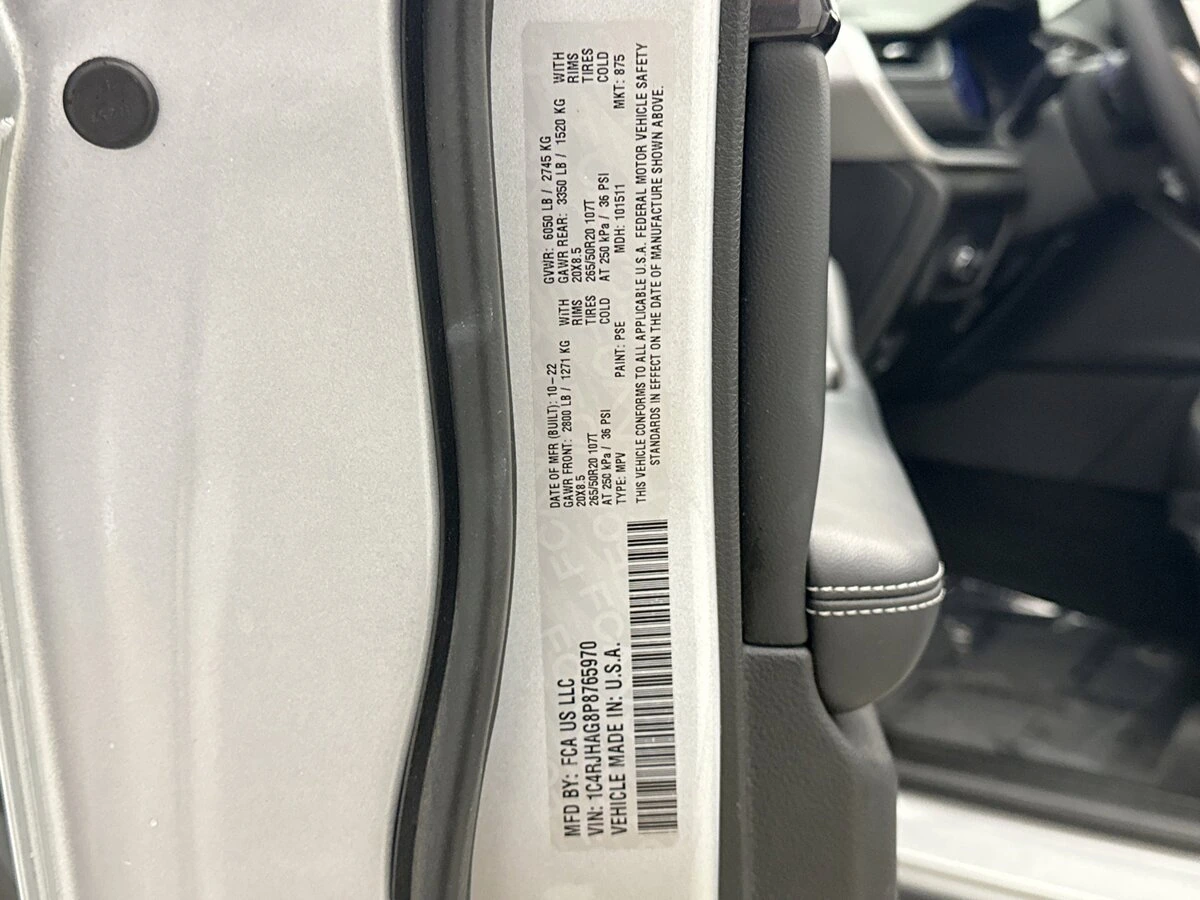 MFD BY: FCA US LLC
VIN: 1C4RJHAG8P8765970
VEHICLE MADE IN: U.S.A.
DATE OF MFR (BUILT): 10-22 GVWR: 6050 LB / 2745 KG
GAWR FRONT: 2800 LB / 1271 KG WITH GAWR REAR: 3350 LB / 1520 KG WITH
20X8.5 RIMS 20X8.5 RIMS
265/50R20 107T TIRES 265/50R20 107T TIRES
AT 250 kPa / 36 PSI COLD AT 250 kPa / 36 PSI COLD
TYPE: MPV PAINT: PSE MDH: 101511 MKT: 875
THIS VEHICLE CONFORMS TO ALL APPLICABLE U.S.A. FEDERAL MOTOR VEHICLE SAFETY
STANDARDS IN EFFECT ON THE DATE OF MANUFACTURE SHOWN ABOVE.